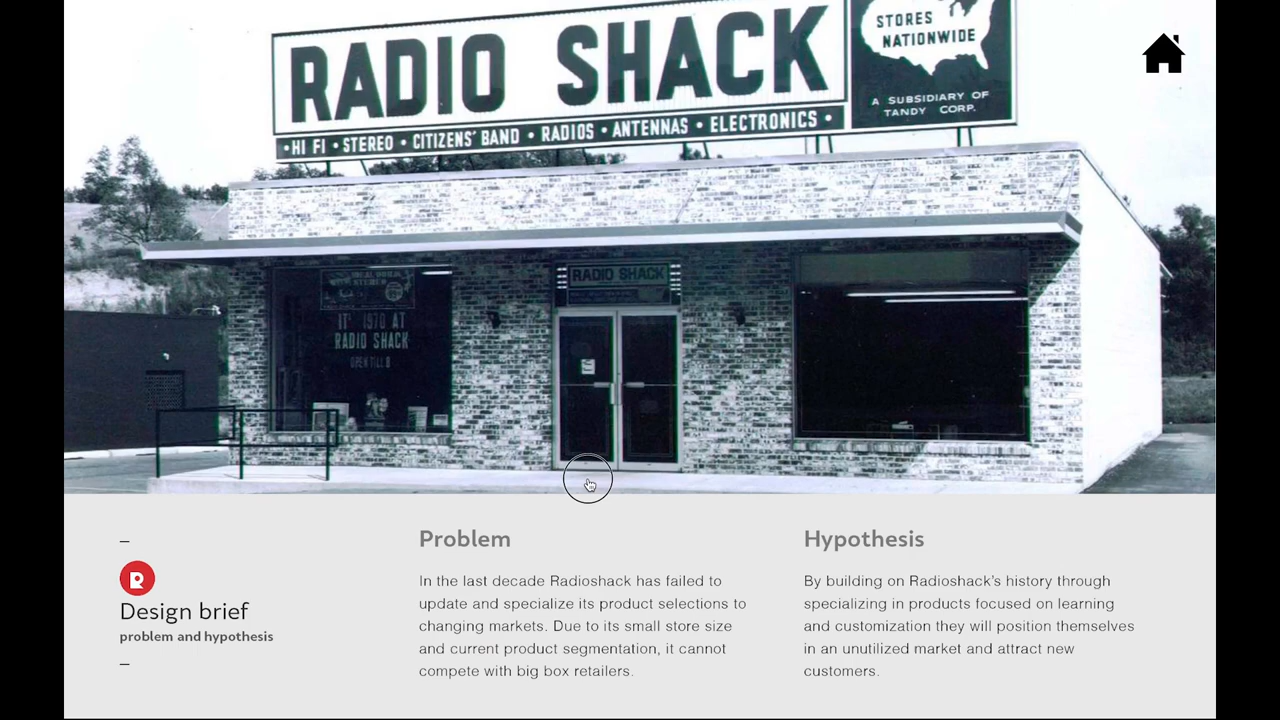 RADIO SHACK
STORES
NATIONWIDE
A SUBSIDIARY OF
TANDY CORP.
•HI FI • STEREO • CITIZENS' BAND • RADIOS • ANTENNAS • ELECTRONICS •
RADIO SHACK
IT'S 1970 AT
RADIO SHACK
OPEN TILL 8
–
R
Design brief
problem and hypothesis
–
Problem
In the last decade Radioshack has failed to
update and specialize its product selections to
changing markets. Due to its small store size
and current product segmentation, it cannot
compete with big box retailers.
Hypothesis
By building on Radioshack's history through
specializing in products focused on learning
and customization they will position themselves
in an unutilized market and attract new
customers.